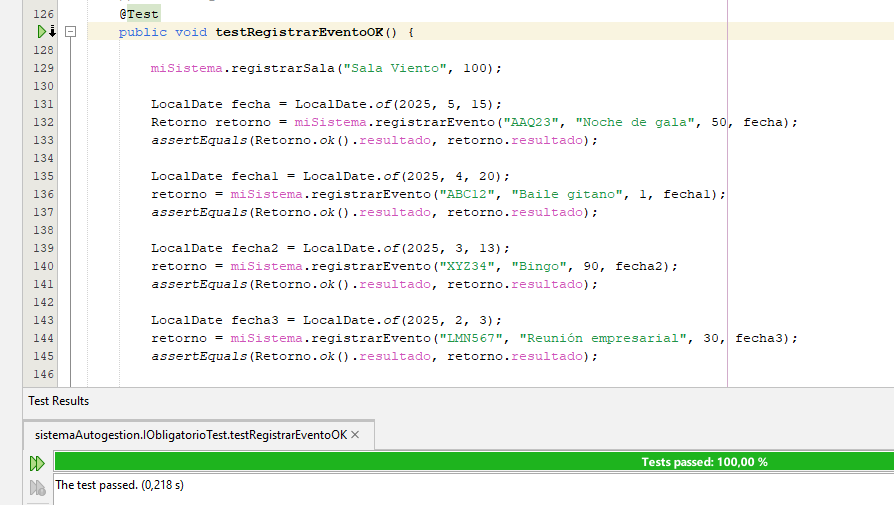 126 @Test
public void testRegistrarEventoOK() {
128
129 miSistema.registrarSala("Sala Viento", 100);
130
131 LocalDate fecha = LocalDate.of(2025, 5, 15);
132 Retorno retorno = miSistema.registrarEvento("AAQ23", "Noche de gala", 50, fecha);
133 assertEquals(Retorno.ok().resultado, retorno.resultado);
134
135 LocalDate fecha1 = LocalDate.of(2025, 4, 20);
136 retorno = miSistema.registrarEvento("ABC12", "Baile gitano", 1, fecha1);
137 assertEquals(Retorno.ok().resultado, retorno.resultado);
138
139 LocalDate fecha2 = LocalDate.of(2025, 3, 13);
140 retorno = miSistema.registrarEvento("XYZ34", "Bingo", 90, fecha2);
141 assertEquals(Retorno.ok().resultado, retorno.resultado);
142
143 LocalDate fecha3 = LocalDate.of(2025, 2, 3);
144 retorno = miSistema.registrarEvento("LMN567", "Reunión empresarial", 30, fecha3);
145 assertEquals(Retorno.ok().resultado, retorno.resultado);
146
Test Results
sistemaAutogestion.IObligatorioTest.testRegistrarEventoOK
Tests passed: 100,00 %
The test passed. (0,218 s)